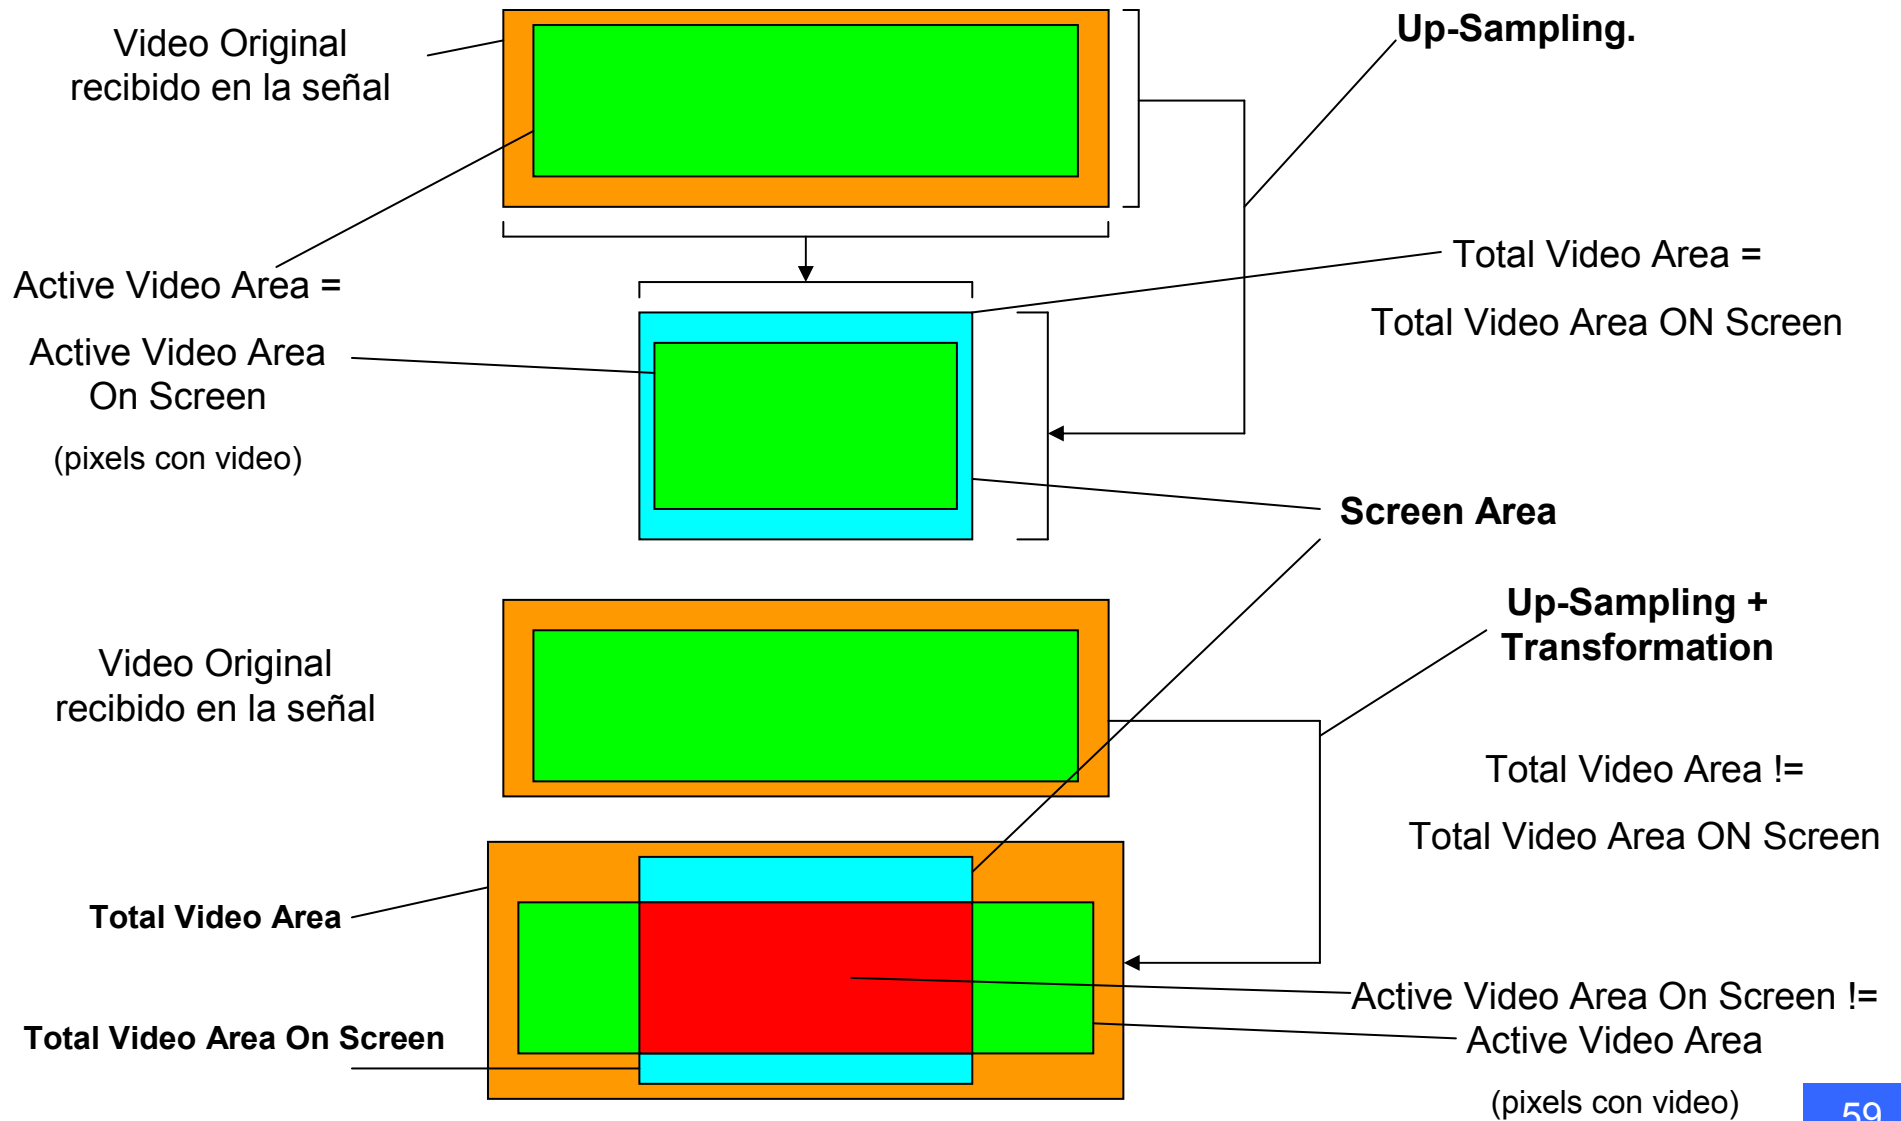 Video Original
recibido en la señal
Up-Sampling.
Active Video Area =
Active Video Area
On Screen
(pixels con video)
Total Video Area =
Total Video Area ON Screen
Screen Area
Video Original
recibido en la señal
Up-Sampling +
Transformation
Total Video Area !=
Total Video Area ON Screen
Total Video Area
Total Video Area On Screen
Active Video Area On Screen !=
Active Video Area
(pixels con video)
59